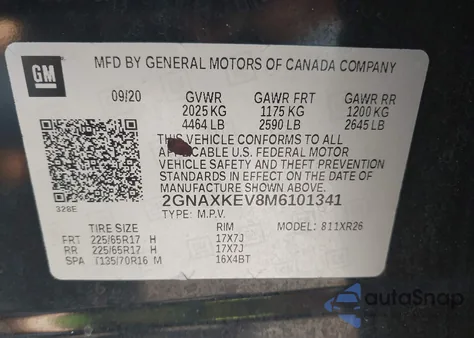 GM
MFD BY GENERAL MOTORS OF CANADA COMPANY
09/20 GVWR GAWR FRT GAWR RR
2025 KG 1175 KG 1200 KG
4464 LB 2590 LB 2645 LB
THIS VEHICLE CONFORMS TO ALL
APPLICABLE U.S. FEDERAL MOTOR
VEHICLE SAFETY AND THEFT PREVENTION
STANDARDS IN EFFECT ON THE DATE OF
MANUFACTURE SHOWN ABOVE.
328E
2GNAXKEV8M6101341
TYPE: M.P.V. MODEL: 811XR26
TIRE SIZE RIM
FRT 225/65R17 H 17X7J
RR 225/65R17 H 17X7J
SPA T135/70R16 M 16X4BT
autoSnap